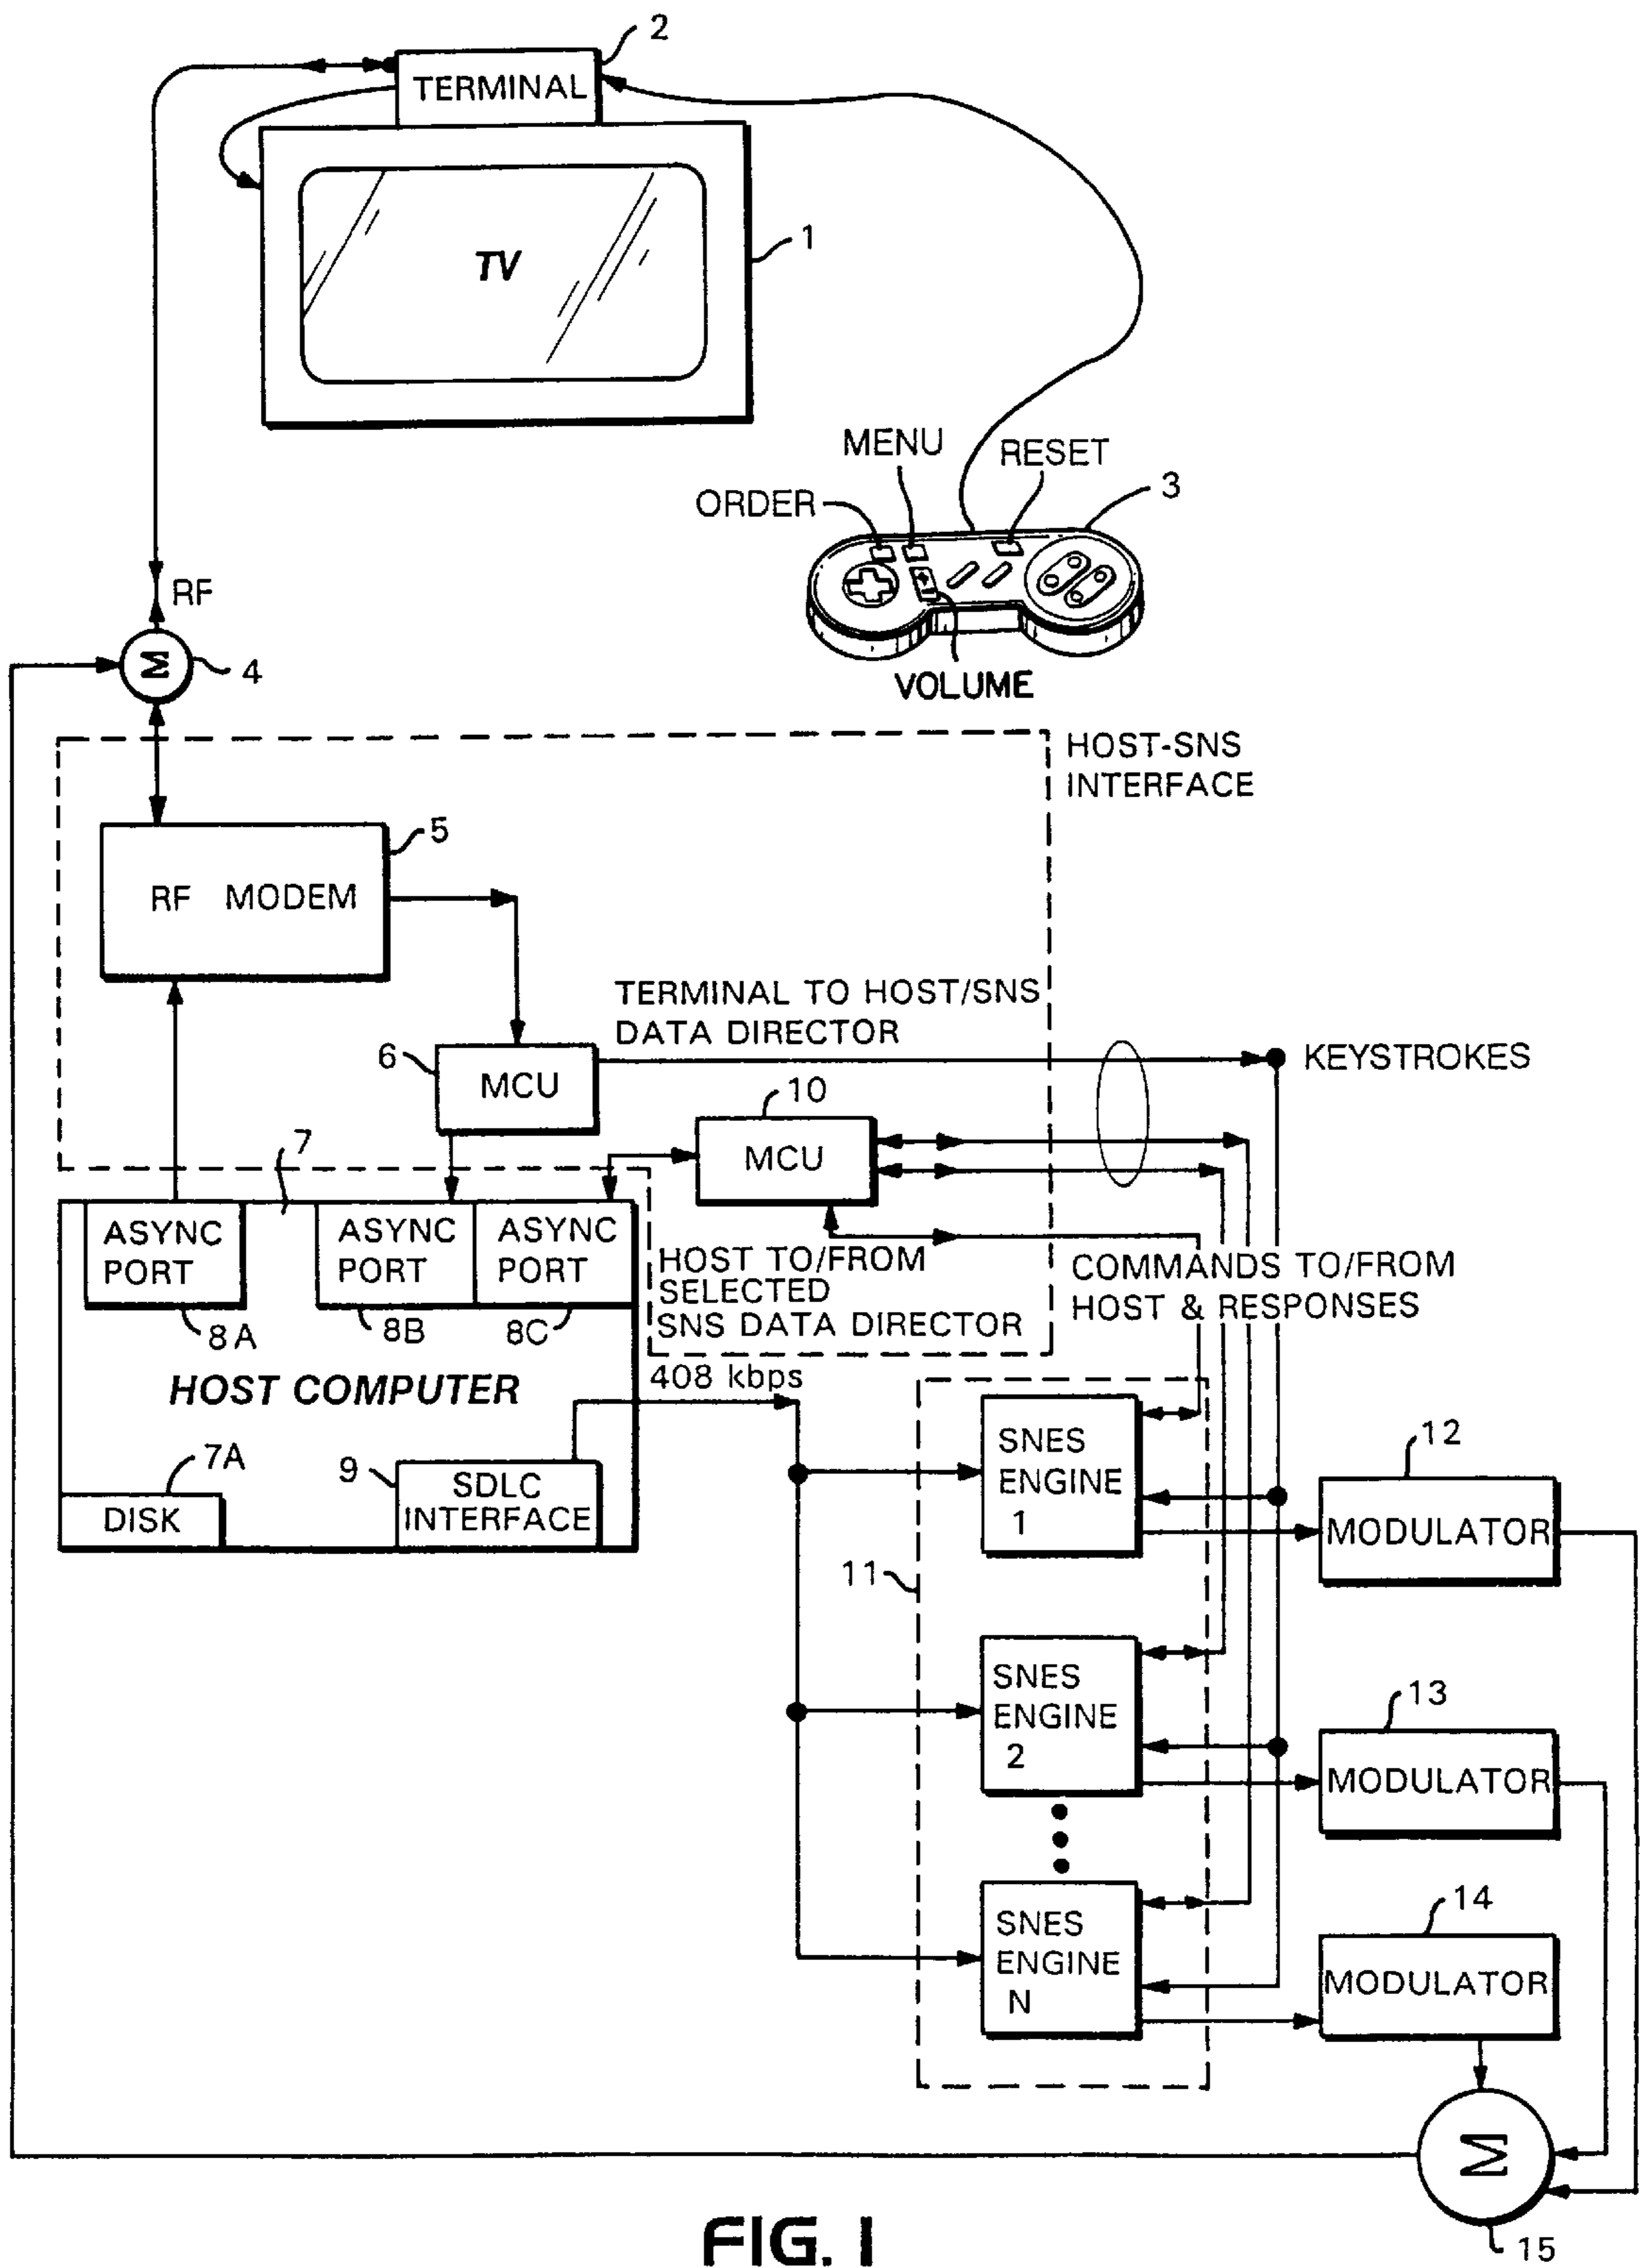 2
TERMINAL
TV
1
MENU
RESET
ORDER
3
VOLUME
RF
Σ
4
HOST-SNS
INTERFACE
5
RF MODEM
TERMINAL TO HOST/SNS
DATA DIRECTOR
6
MCU
KEYSTROKES
10
MCU
7
ASYNC
PORT
8A
ASYNC
PORT
8B
ASYNC
PORT
8C
HOST TO/FROM
SELECTED
SNS DATA DIRECTOR
COMMANDS TO/FROM
HOST & RESPONSES
408 kbps
HOST COMPUTER
7A
DISK
9
SDLC
INTERFACE
11
SNES
ENGINE
1
12
MODULATOR
SNES
ENGINE
2
13
MODULATOR
SNES
ENGINE
N
14
MODULATOR
Σ
15
FIG. 1